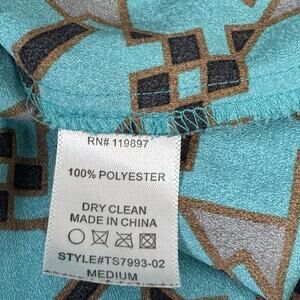 RN# 119897
100% POLYESTER
DRY CLEAN
MADE IN CHINA
STYLE#TS7993-02
MEDIUM